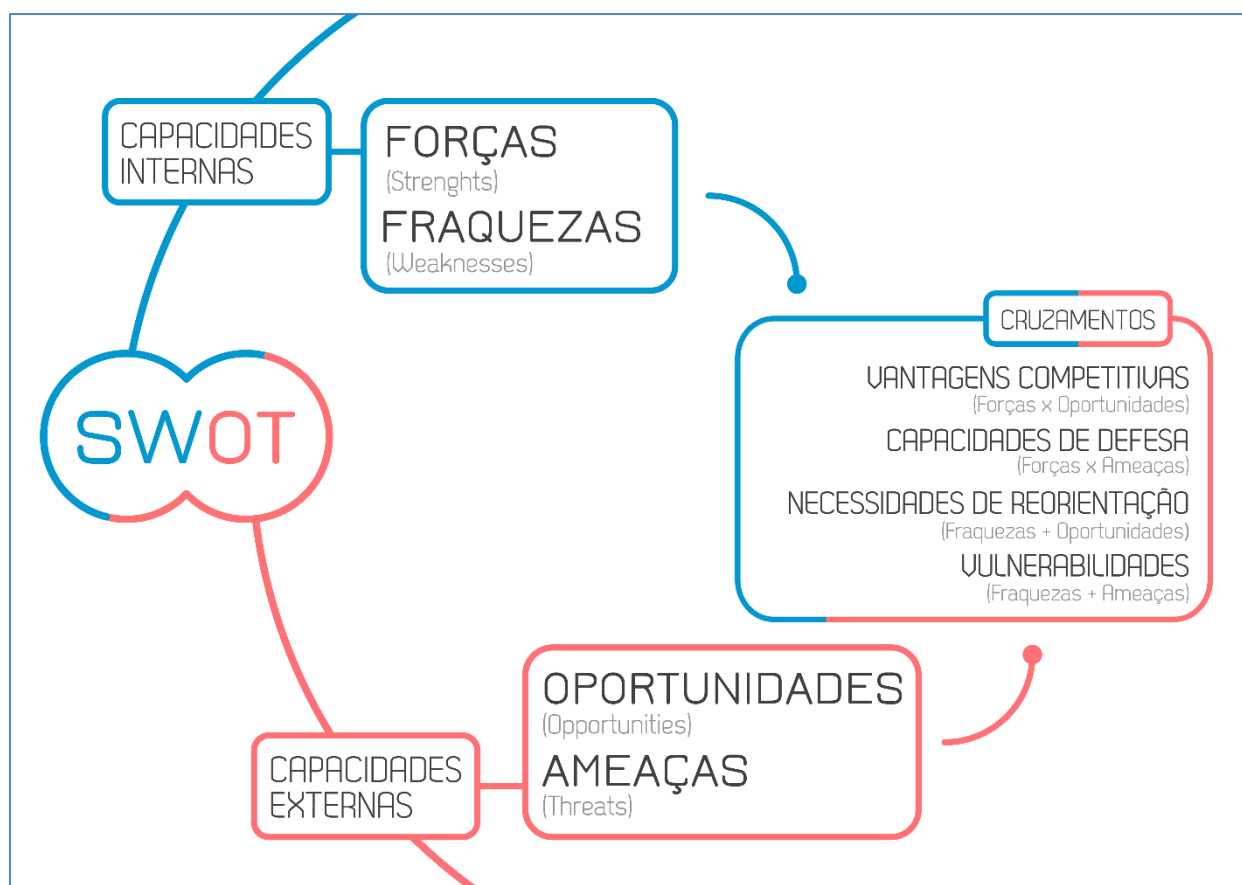 CAPACIDADES
INTERNAS
FORÇAS
(Strenghts)
FRAQUEZAS
(Weaknesses)
SWOT
CRUZAMENTOS
VANTAGENS COMPETITIVAS
(Forças x Oportunidades)
CAPACIDADES DE DEFESA
(Forças x Ameaças)
NECESSIDADES DE REORIENTAÇÃO
(Fraquezas + Oportunidades)
VULNERABILIDADES
(Fraquezas + Ameaças)
OPORTUNIDADES
(Opportunities)
AMEAÇAS
(Threats)
CAPACIDADES
EXTERNAS